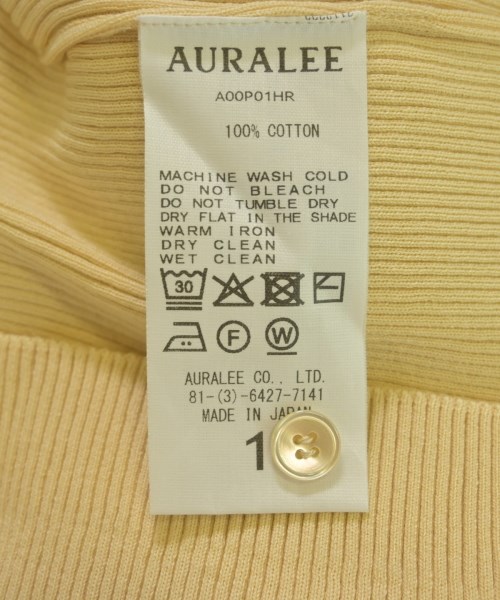 AURALEE
A00P01HR
100% COTTON
MACHINE WASH COLD
DO NOT BLEACH
DO NOT TUMBLE DRY
DRY FLAT IN THE SHADE
WARM IRON
DRY CLEAN
WET CLEAN
30
F W
AURALEE CO., LTD.
81-(3)-6427-7141
MADE IN JAPAN
1